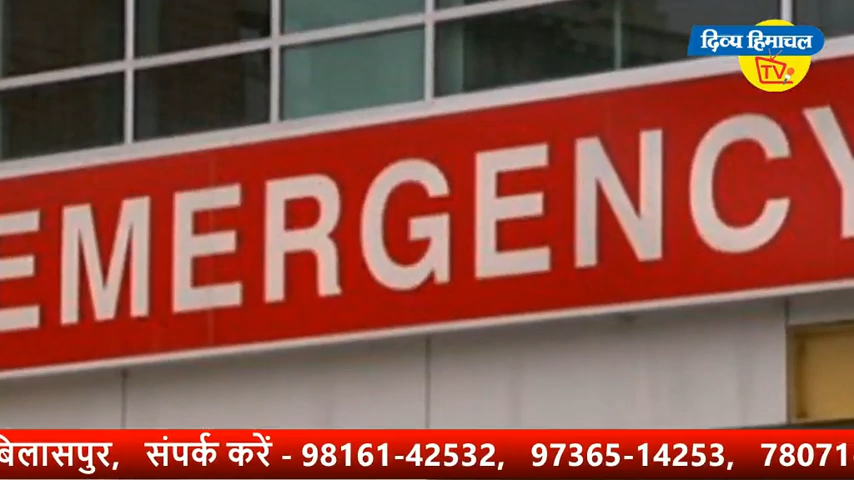 दिव्य हिमाचल
TV
EMERGENCY
बिलासपुर, संपर्क करें - 98161-42532, 97365-14253, 78071